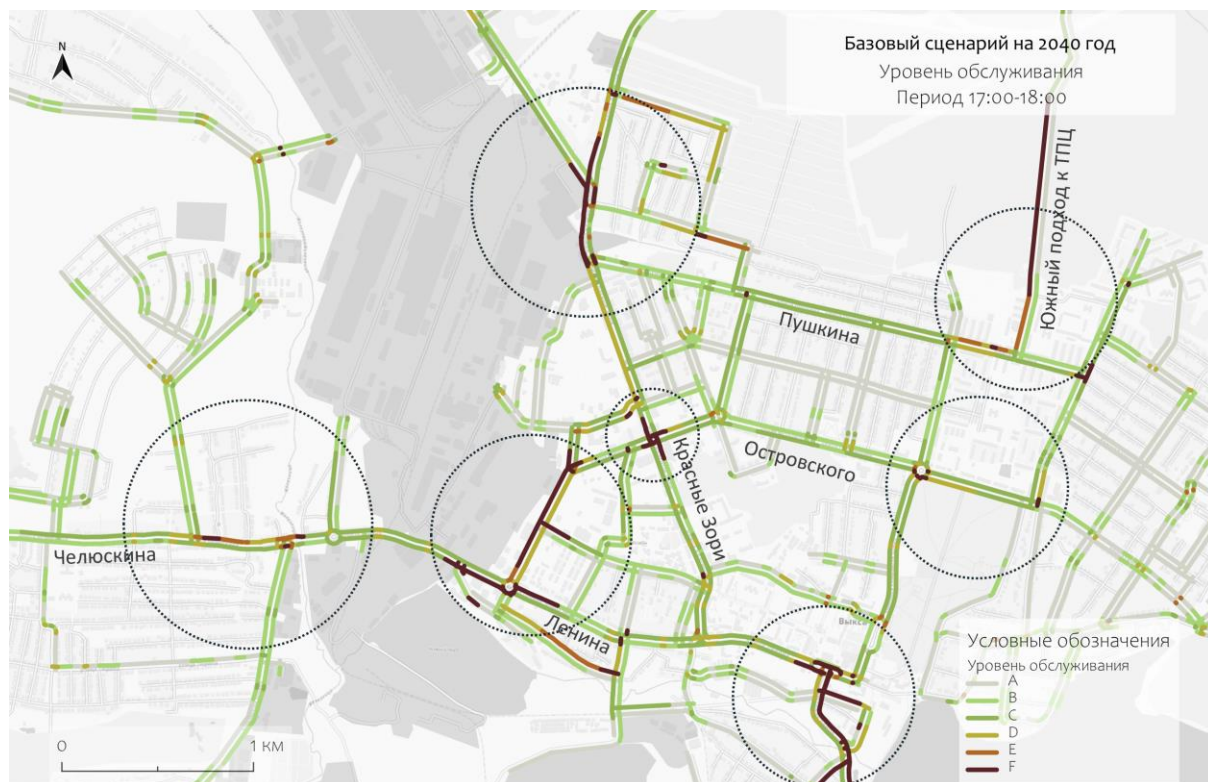 N
Базовый сценарий на 2040 год
Уровень обслуживания
Период 17:00-18:00
Южный подход к ТПЦ
Пушкина
Островского
Красные Зори
Челюскина
Ленина
Выкса
Условные обозначения
Уровень обслуживания
A
B
C
D
E
F
0
1 км